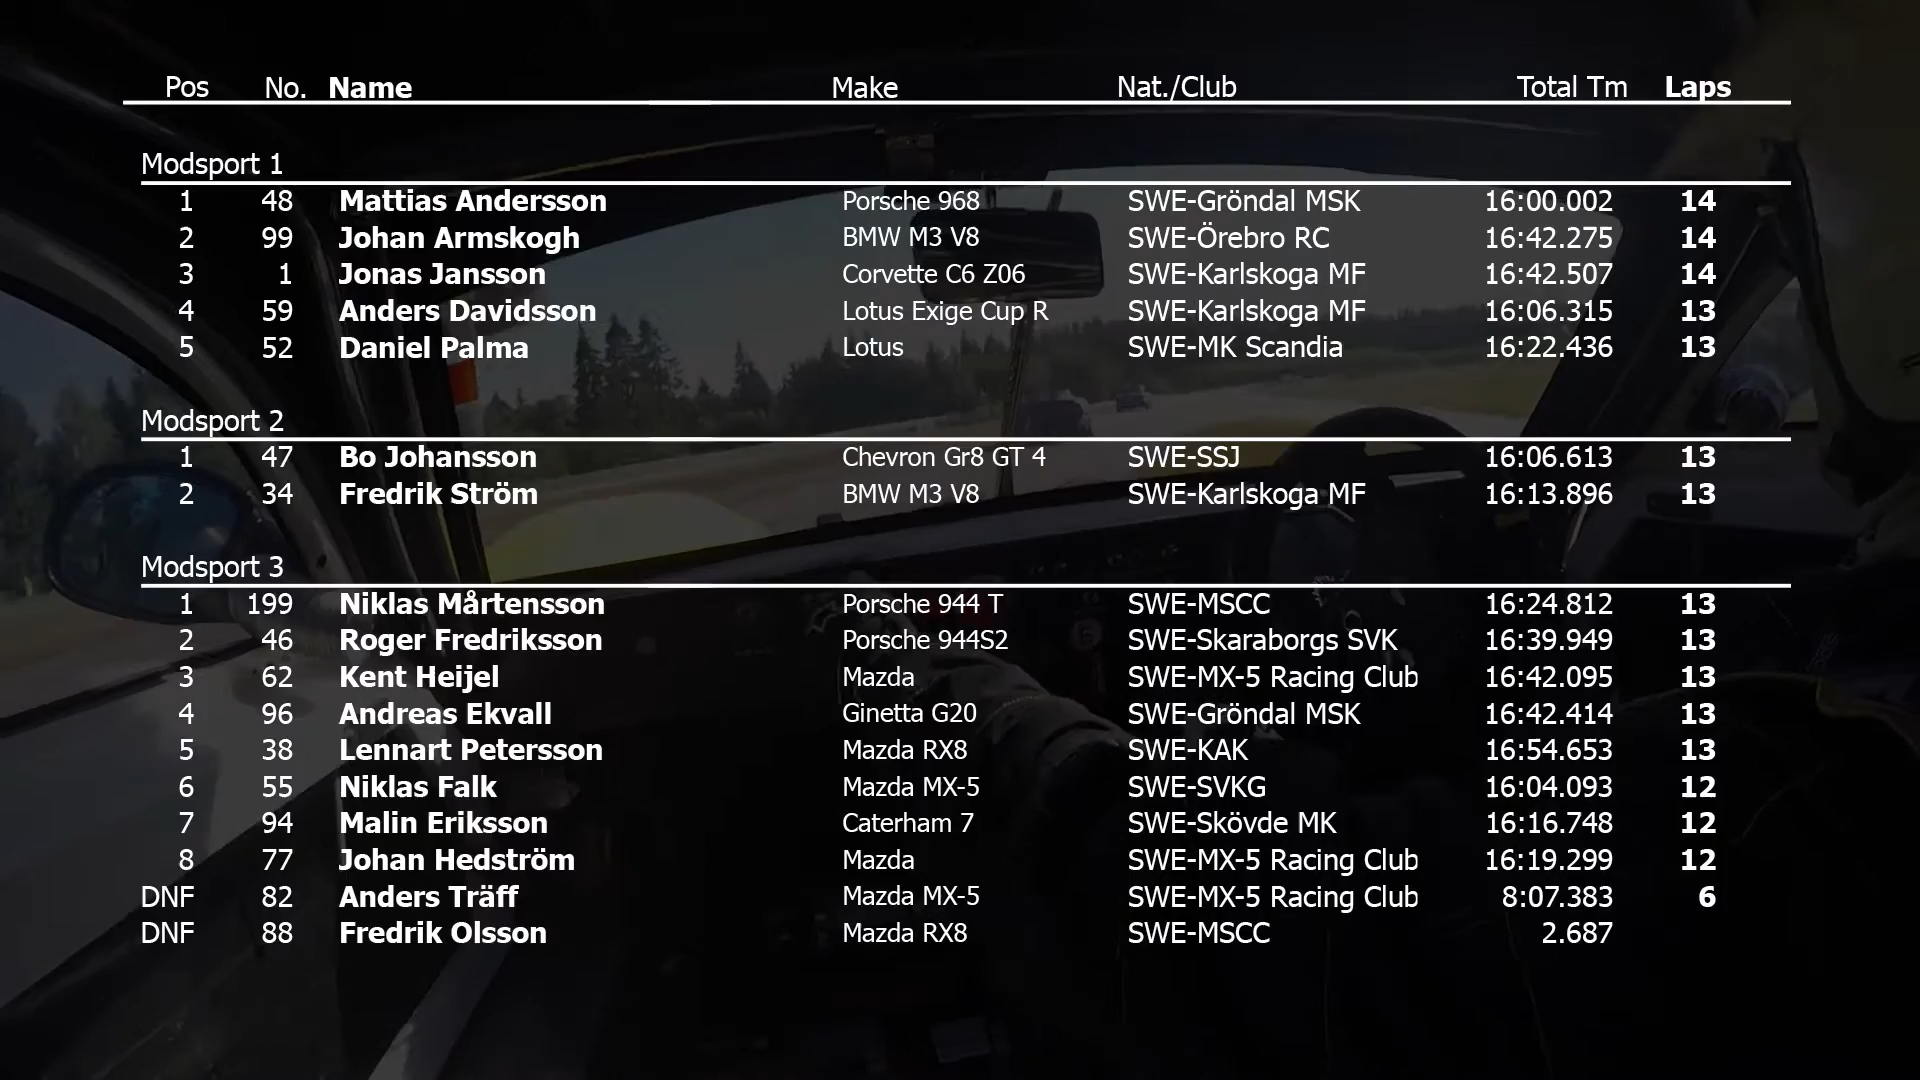 Pos No. Name Make Nat./Club Total Tm Laps
Modsport 1
1 48 Mattias Andersson Porsche 968 SWE-Gröndal MSK 16:00.002 14
2 99 Johan Armskogh BMW M3 V8 SWE-Örebro RC 16:42.275 14
3 1 Jonas Jansson Corvette C6 Z06 SWE-Karlskoga MF 16:42.507 14
4 59 Anders Davidsson Lotus Exige Cup R SWE-Karlskoga MF 16:06.315 13
5 52 Daniel Palma Lotus SWE-MK Scandia 16:22.436 13
Modsport 2
1 47 Bo Johansson Chevron Gr8 GT 4 SWE-SSJ 16:06.613 13
2 34 Fredrik Ström BMW M3 V8 SWE-Karlskoga MF 16:13.896 13
Modsport 3
1 199 Niklas Mårtensson Porsche 944 T SWE-MSCC 16:24.812 13
2 46 Roger Fredriksson Porsche 944S2 SWE-Skaraborgs SVK 16:39.949 13
3 62 Kent Heijel Mazda SWE-MX-5 Racing Club 16:42.095 13
4 96 Andreas Ekvall Ginetta G20 SWE-Gröndal MSK 16:42.414 13
5 38 Lennart Petersson Mazda RX8 SWE-KAK 16:54.653 13
6 55 Niklas Falk Mazda MX-5 SWE-SVKG 16:04.093 12
7 94 Malin Eriksson Caterham 7 SWE-Skövde MK 16:16.748 12
8 77 Johan Hedström Mazda SWE-MX-5 Racing Club 16:19.299 12
DNF 82 Anders Träff Mazda MX-5 SWE-MX-5 Racing Club 8:07.383 6
DNF 88 Fredrik Olsson Mazda RX8 SWE-MSCC 2.687